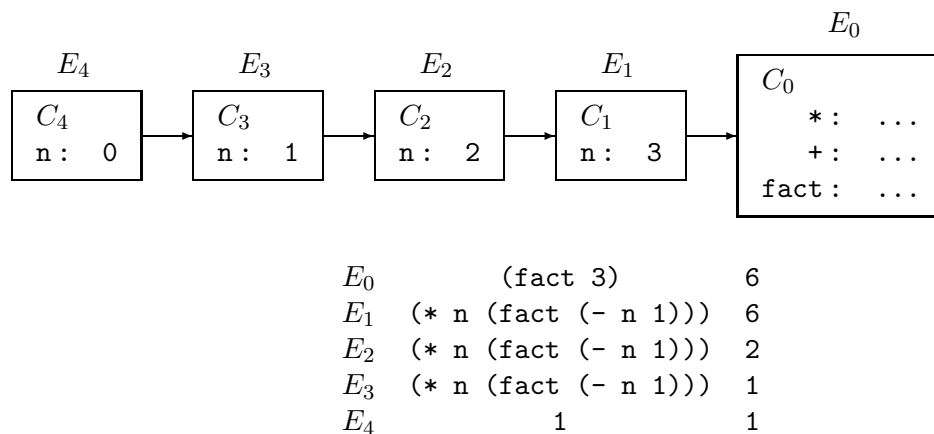 E₀
E₄ E₃ E₂ E₁
C₀
C₄ C₃ C₂ C₁
* : ...
n : 0 n : 1 n : 2 n : 3
+ : ...
fact : ...
E₀ (fact 3) 6
E₁ (* n (fact (- n 1))) 6
E₂ (* n (fact (- n 1))) 2
E₃ (* n (fact (- n 1))) 1
E₄ 1 1